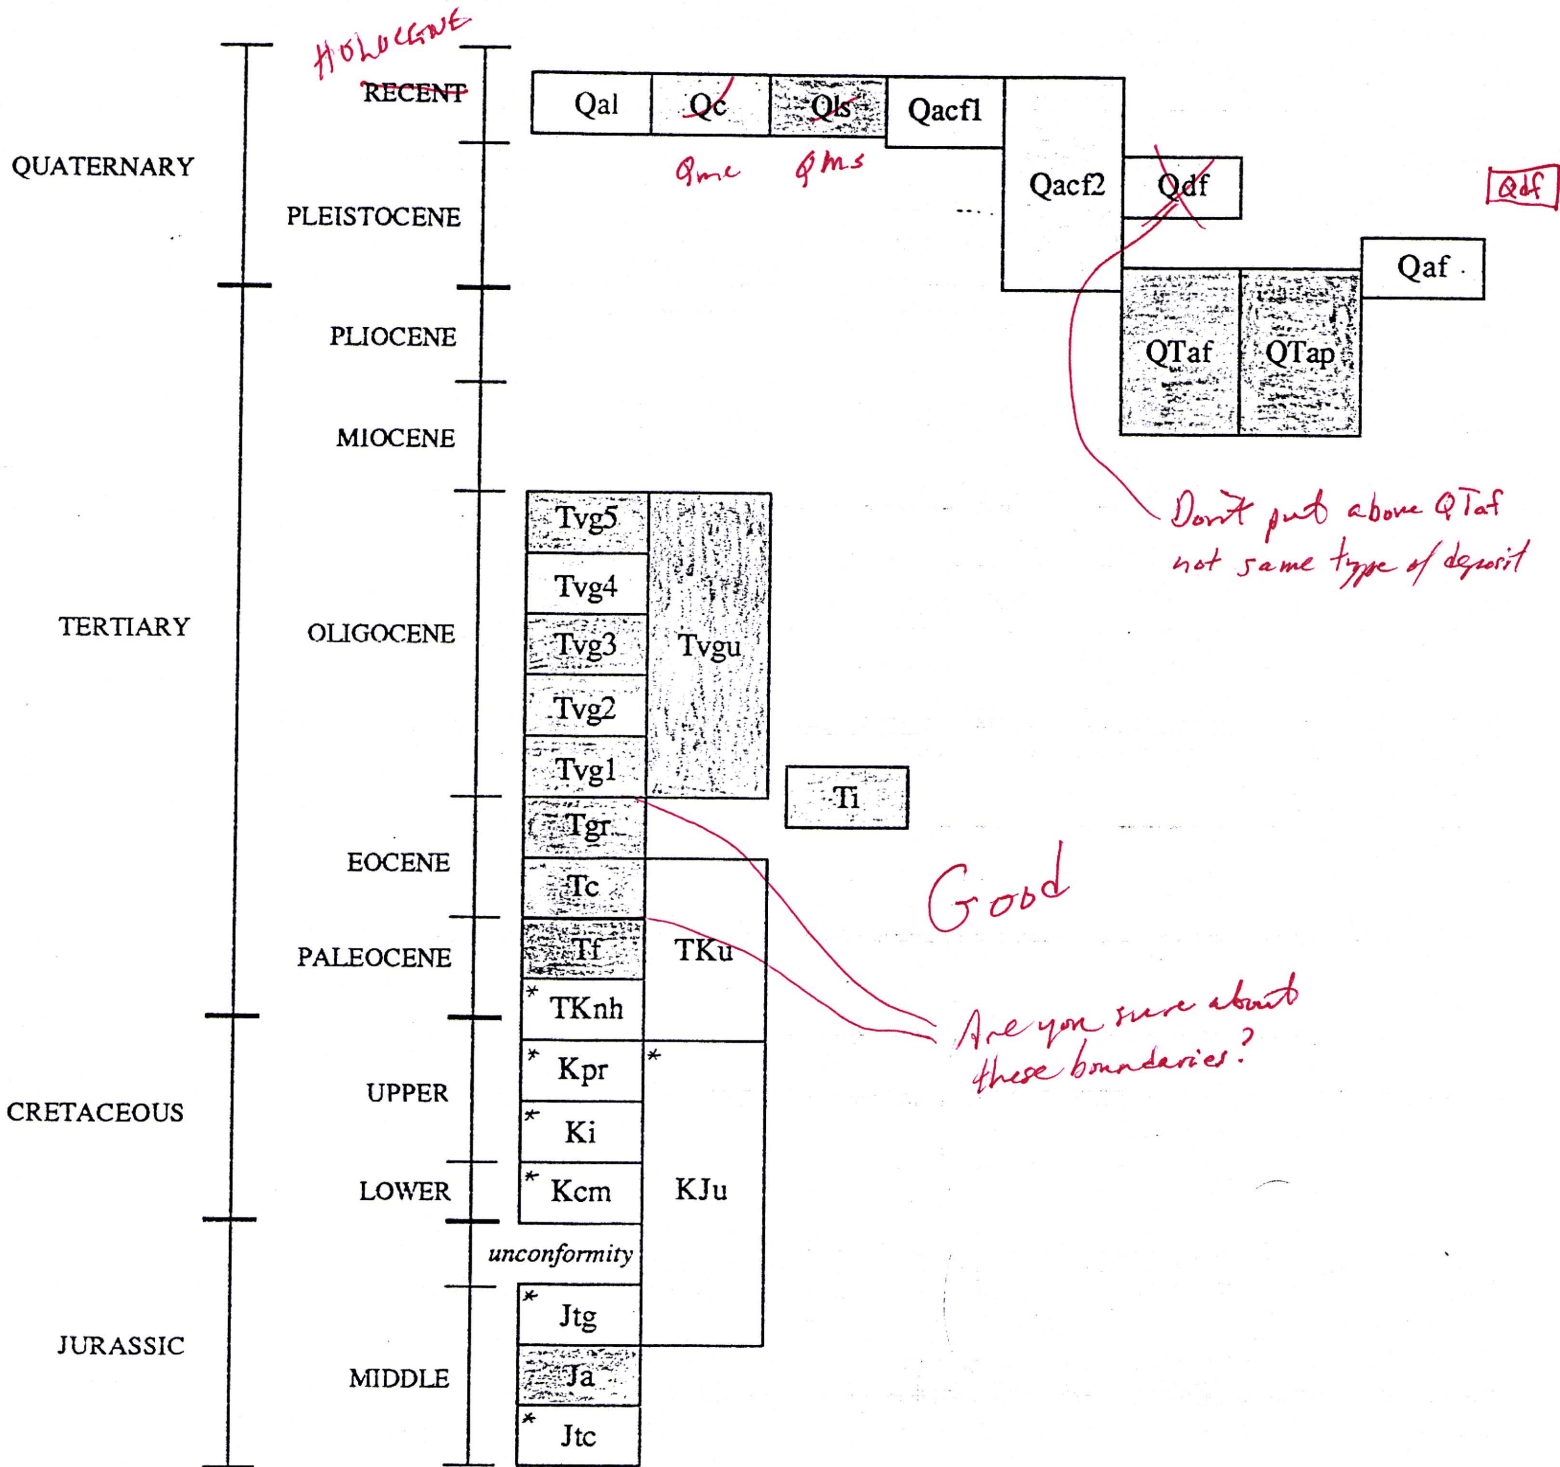 HOLOCENE
RECENT
Qal
Qc
Qls
Qacf1
Qmc
Qms
QUATERNARY
PLEISTOCENE
Qacf2
Qdf
Qdf
Qaf
PLIOCENE
QTaf
QTap
MIOCENE
Don't put above QTaf
not same type of deposit
TERTIARY
OLIGOCENE
Tvg5
Tvg4
Tvg3
Tvgu
Tvg2
Tvg1
Ti
EOCENE
Tgr
Tc
Good
PALEOCENE
Tf
TKu
* TKnh
Are you sure about
these boundaries?
CRETACEOUS
UPPER
* Kpr
*
* Ki
LOWER
* Kcm
KJu
unconformity
JURASSIC
* Jtg
MIDDLE
Ja
* Jtc